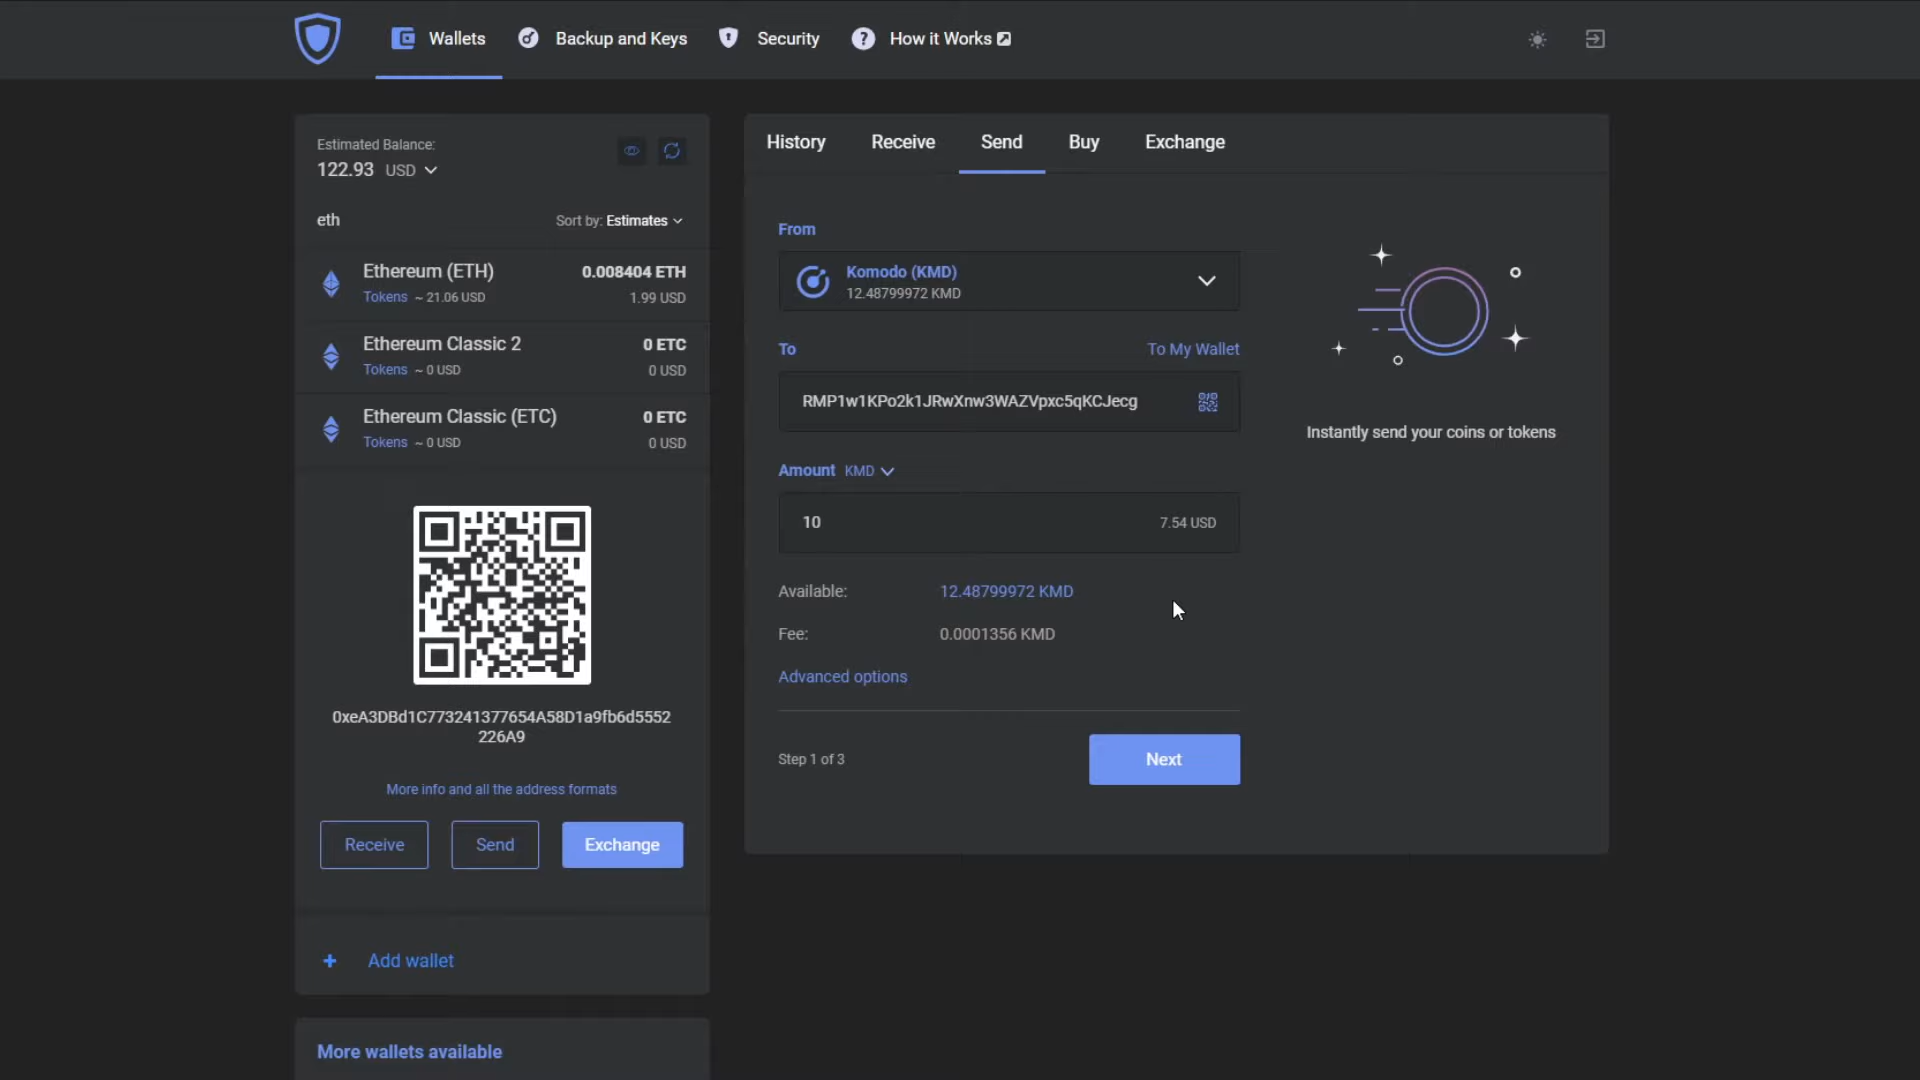 Wallets
Backup and Keys
Security
How it Works
Estimated Balance:
122.93 USD
eth
Sort by: Estimates
Ethereum (ETH)
0.008404 ETH
Tokens ~ 21.06 USD
1.99 USD
Ethereum Classic 2
0 ETC
Tokens ~ 0 USD
0 USD
Ethereum Classic (ETC)
0 ETC
Tokens ~ 0 USD
0 USD
0xeA3DBd1C773241377654A58D1a9fb6d5552
226A9
More info and all the address formats
Receive
Send
Exchange
+ Add wallet
More wallets available
History
Receive
Send
Buy
Exchange
From
Komodo (KMD)
12.48799972 KMD
To
To My Wallet
RMP1w1KPo2k1JRwXnw3WAZVpxc5qKCJecg
Amount KMD
10
7.54 USD
Available:
12.48799972 KMD
Fee:
0.0001356 KMD
Advanced options
Step 1 of 3
Next
Instantly send your coins or tokens